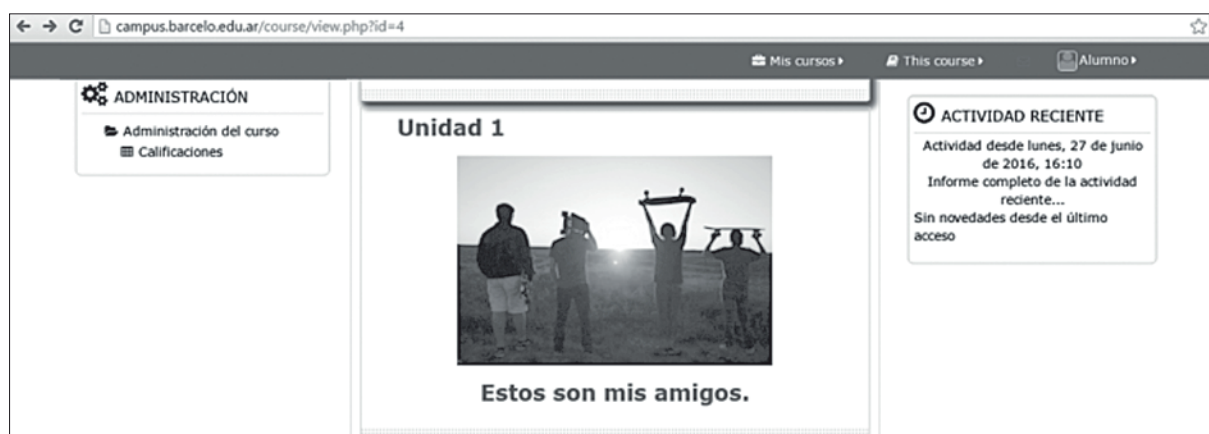 campus.barcelo.edu.ar/course/view.php?id=4
Mis cursos
This course
Alumno
ADMINISTRACIÓN
Administración del curso
Calificaciones
Unidad 1
Estos son mis amigos.
ACTIVIDAD RECIENTE
Actividad desde lunes, 27 de junio
de 2016, 16:10
Informe completo de la actividad
reciente...
Sin novedades desde el último
acceso